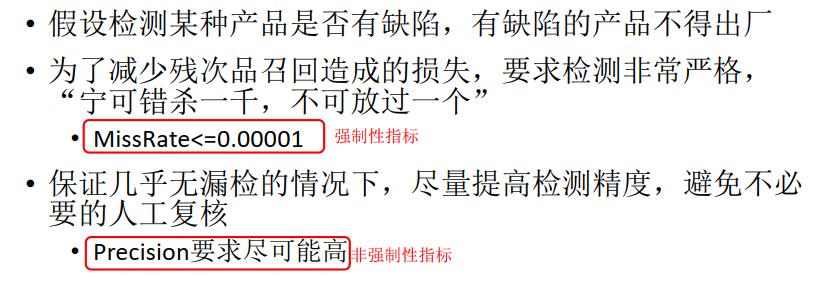 • 假设检测某种产品是否有缺陷，有缺陷的产品不得出厂
• 为了减少残次品召回造成的损失，要求检测非常严格，
“宁可错杀一千，不可放过一个”
• MissRate<=0.00001 强制性指标
• 保证几乎无漏检的情况下，尽量提高检测精度，避免不必
要的人工复核
• Precision要求尽可能高 非强制性指标